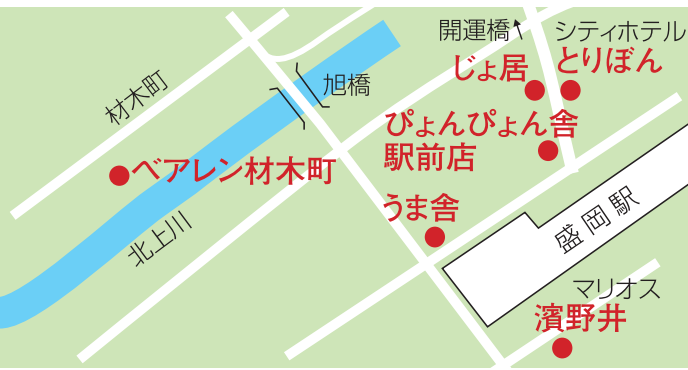 開運橋
シティホテル
じょ居
とりぼん
材木町
旭橋
ぴょんぴょん舎
駅前店
ベアレン材木町
うま舎
北上川
盛岡駅
マリオス
濱野井